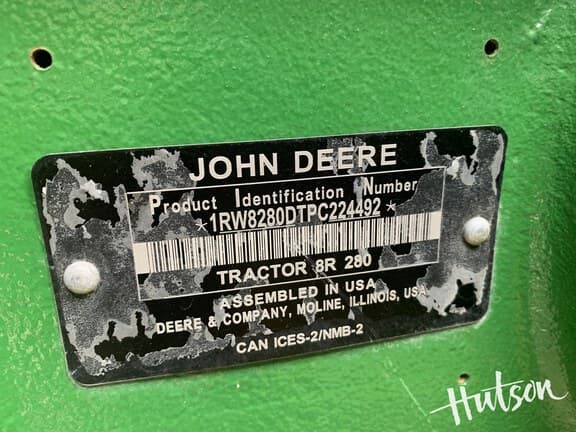 JOHN DEERE
Product Identification Number
*1RW8280DTPC224492*
TRACTOR 8R 280
ASSEMBLED IN USA
DEERE & COMPANY, MOLINE, ILLINOIS, USA
CAN ICES-2/NMB-2
Hutson